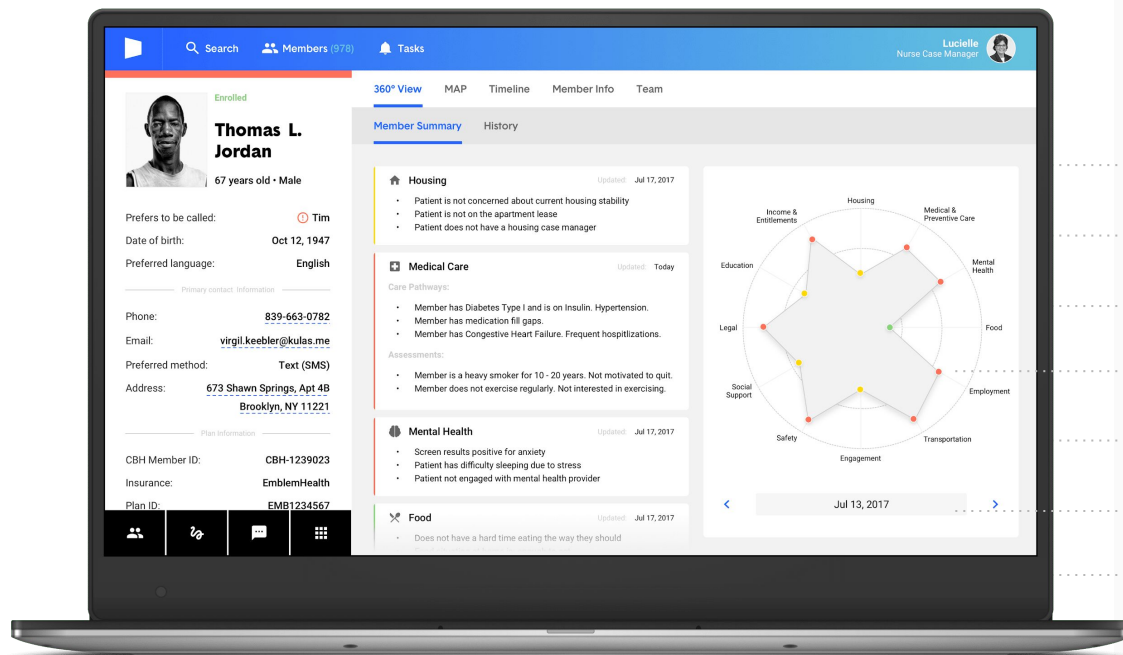 Search
Members (978)
Tasks
Lucielle
Nurse Case Manager
Enrolled
Thomas L.
Jordan
67 years old • Male
Prefers to be called: Tim
Date of birth: Oct 12, 1947
Preferred language: English
Primary contact Information
Phone: 839-663-0782
Email: virgil.keebler@kulas.me
Preferred method: Text (SMS)
Address: 673 Shawn Springs, Apt 4B
Brooklyn, NY 11221
Plan Information
CBH Member ID: CBH-1239023
Insurance: EmblemHealth
Plan ID: EMB1234567
360º View
MAP
Timeline
Member Info
Team
Member Summary
History
Housing
Updated Jul 17, 2017
• Patient is not concerned about current housing stability
• Patient is not on the apartment lease
• Patient does not have a housing case manager
Medical Care
Updated Today
Care Pathways:
• Member has Diabetes Type I and is on Insulin. Hypertension.
• Member has medication fill gaps.
• Member has Congestive Heart Failure. Frequent hospitlizations.
Assessments:
• Member is a heavy smoker for 10 - 20 years. Not motivated to quit.
• Member does not exercise regularly. Not interested in exercising.
Mental Health
Updated Jul 17, 2017
• Screen results positive for anxiety
• Patient has difficulty sleeping due to stress
• Patient not engaged with mental health provider
Food
Updated Jul 17, 2017
• Does not have a hard time eating the way they should
Housing
Medical &
Preventive Care
Mental
Health
Food
Employment
Transportation
Engagement
Safety
Social
Support
Legal
Education
Income &
Entitlements
Jul 13, 2017